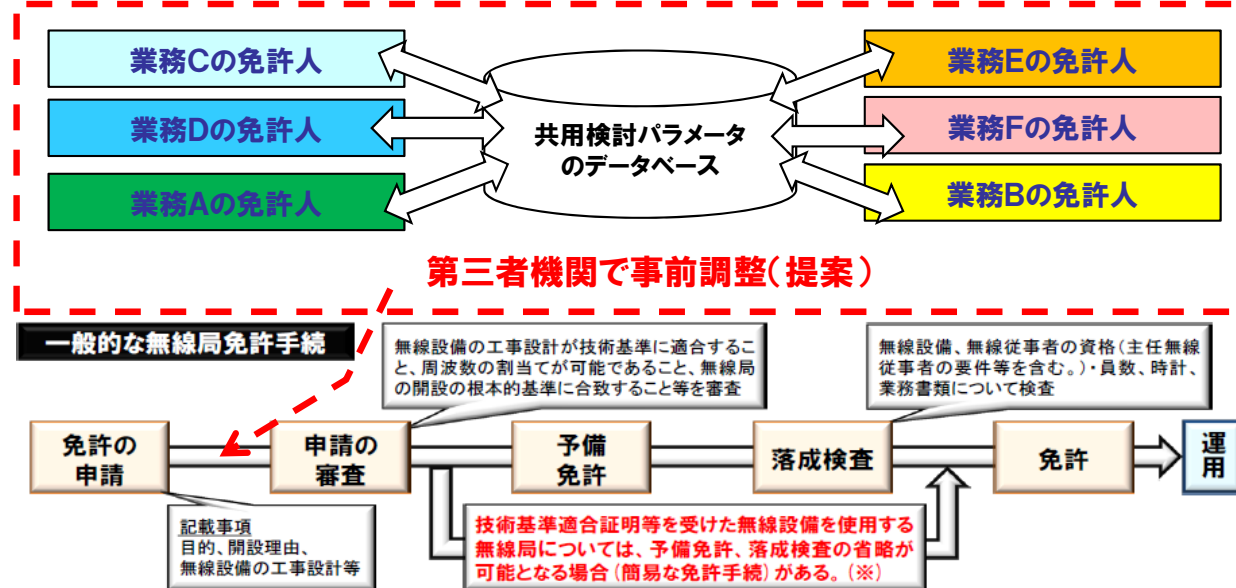 業務Cの免許人
業務Dの免許人
業務Aの免許人
共用検討パラメータ
のデータベース
業務Eの免許人
業務Fの免許人
業務Bの免許人
第三者機関で事前調整(提案)
一般的な無線局免許手続
無線設備の工事設計が技術基準に適合するこ
と、周波数の割当てが可能であること、無線局
の開設の根本的基準に合致すること等を審査
無線設備、無線従事者の資格(主任無線
従事者の要件等を含む。)・員数、時計、
業務書類について検査
免許の
申請
申請の
審査
予備
免許
落成検査
免許
運
用
記載事項
目的、開設理由、
無線設備の工事設計等
技術基準適合証明等を受けた無線設備を使用する
無線局については、予備免許、落成検査の省略が
可能となる場合(簡易な免許手続)がある。(※)